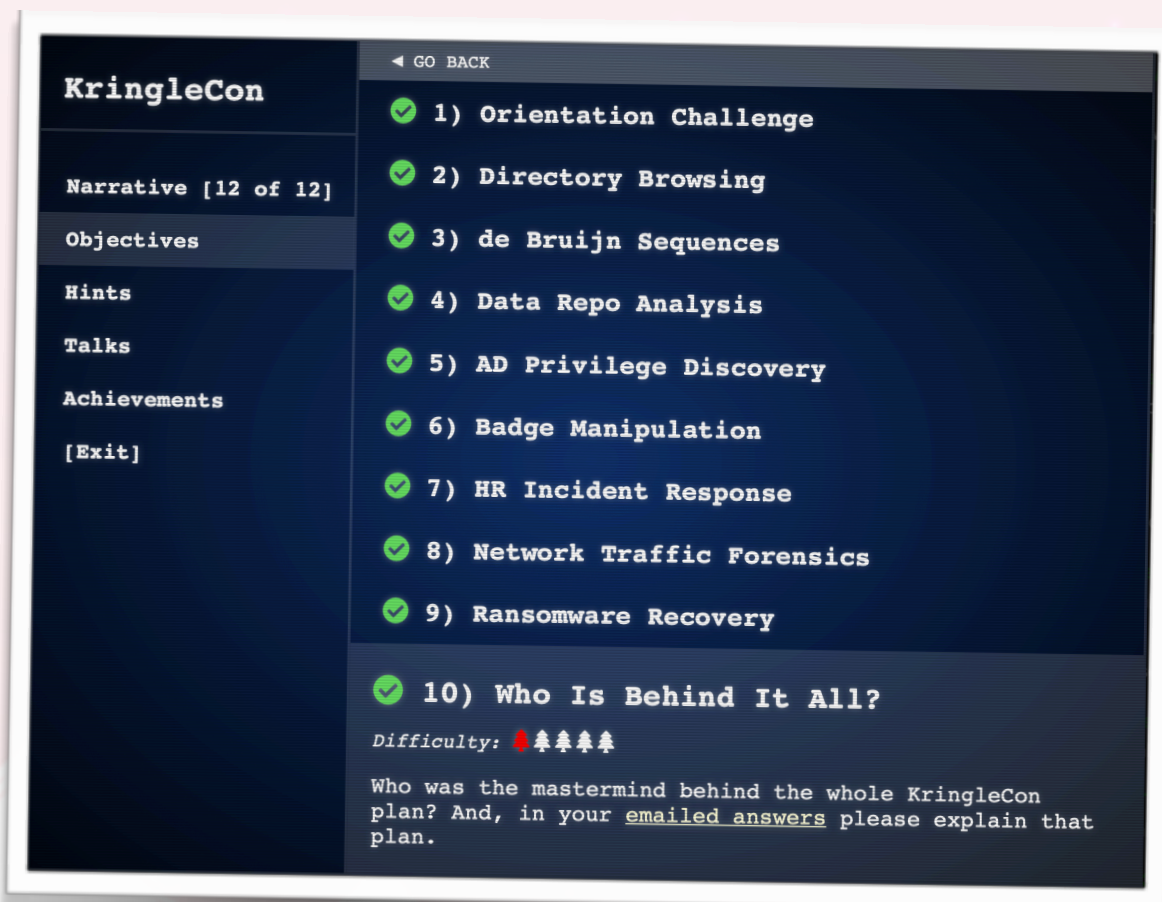 KringleCon
Narrative [12 of 12]
Objectives
Hints
Talks
Achievements
[Exit]
◄ GO BACK
1) Orientation Challenge
2) Directory Browsing
3) de Bruijn Sequences
4) Data Repo Analysis
5) AD Privilege Discovery
6) Badge Manipulation
7) HR Incident Response
8) Network Traffic Forensics
9) Ransomware Recovery
10) Who Is Behind It All?
Difficulty:
Who was the mastermind behind the whole KringleCon
plan? And, in your emailed answers please explain that
plan.